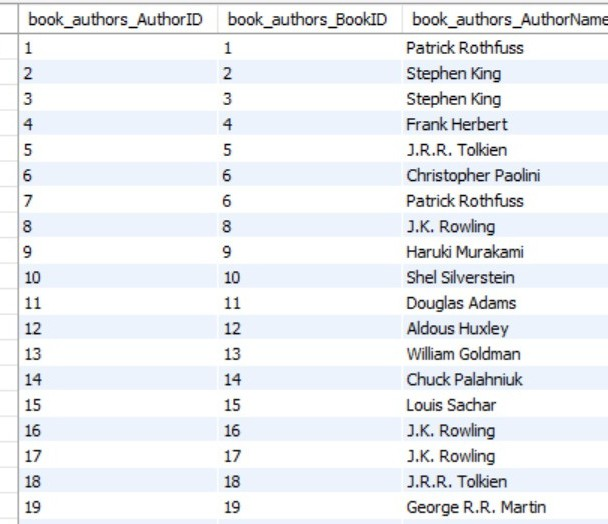 book_authors_AuthorID book_authors_BookID book_authors_AuthorName
1 1 Patrick Rothfuss
2 2 Stephen King
3 3 Stephen King
4 4 Frank Herbert
5 5 J.R.R. Tolkien
6 6 Christopher Paolini
7 6 Patrick Rothfuss
8 8 J.K. Rowling
9 9 Haruki Murakami
10 10 Shel Silverstein
11 11 Douglas Adams
12 12 Aldous Huxley
13 13 William Goldman
14 14 Chuck Palahniuk
15 15 Louis Sachar
16 16 J.K. Rowling
17 17 J.K. Rowling
18 18 J.R.R. Tolkien
19 19 George R.R. Martin